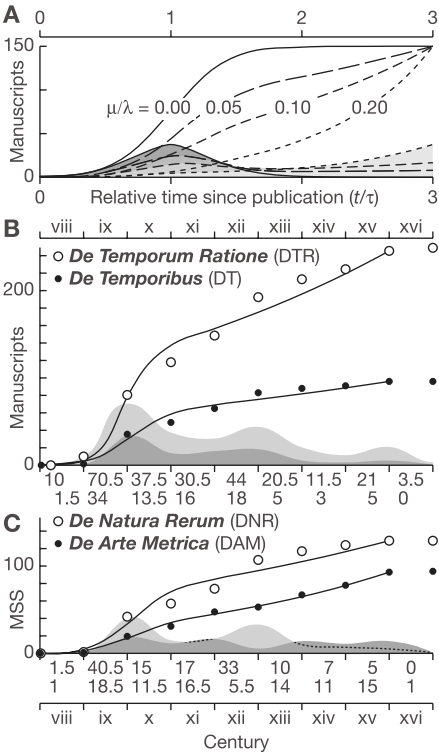 A
0 1 2 3
150
Manuscripts
μ/λ = 0.00 0.05 0.10 0.20
0
0 1 3
Relative time since publication (t/τ)
viii ix x xi xii xiii xiv xv xvi
B
De Temporum Ratione (DTR)
De Temporibus (DT)
200
Manuscripts
0
10 70.5 37.5 30.5 44 20.5 11.5 21 3.5
1.5 34 13.5 16 18 5 3 5 0
C
De Natura Rerum (DNR)
De Arte Metrica (DAM)
100
MSS
0
1.5 40.5 15 17 33 10 7 5 0
1 18.5 11.5 16.5 5.5 14 11 15 1
viii ix x xi xii xiii xiv xv xvi
Century